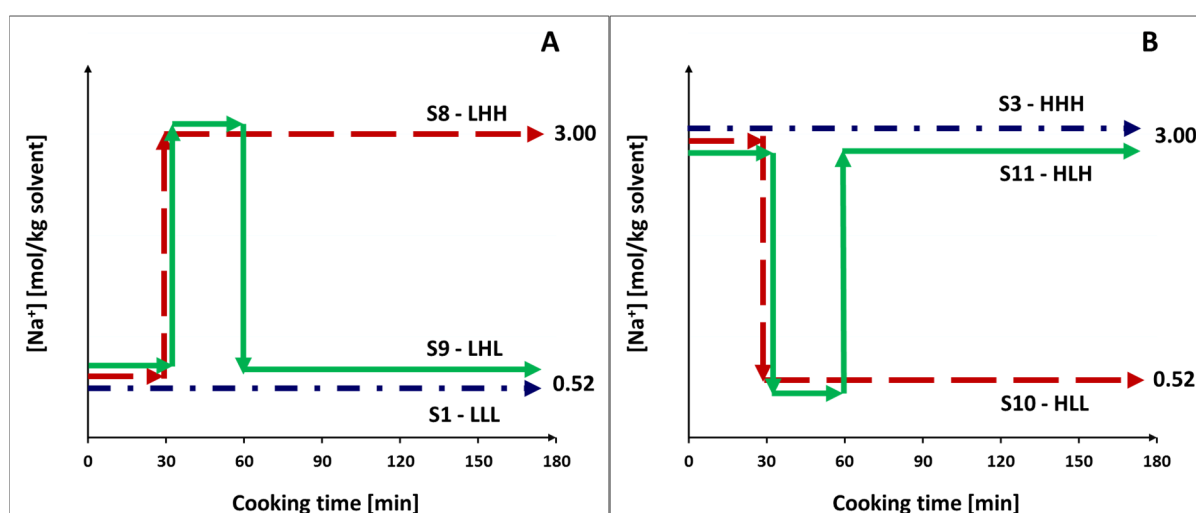 A
S8 - LHH
3.00
S9 - LHL
0.52
S1 - LLL
[Na⁺] [mol/kg solvent]
0 30 60 90 120 150 180
Cooking time [min]
B
S3 - HHH
3.00
S11 - HLH
0.52
S10 - HLL
[Na⁺] [mol/kg solvent]
0 30 60 90 120 150 180
Cooking time [min]